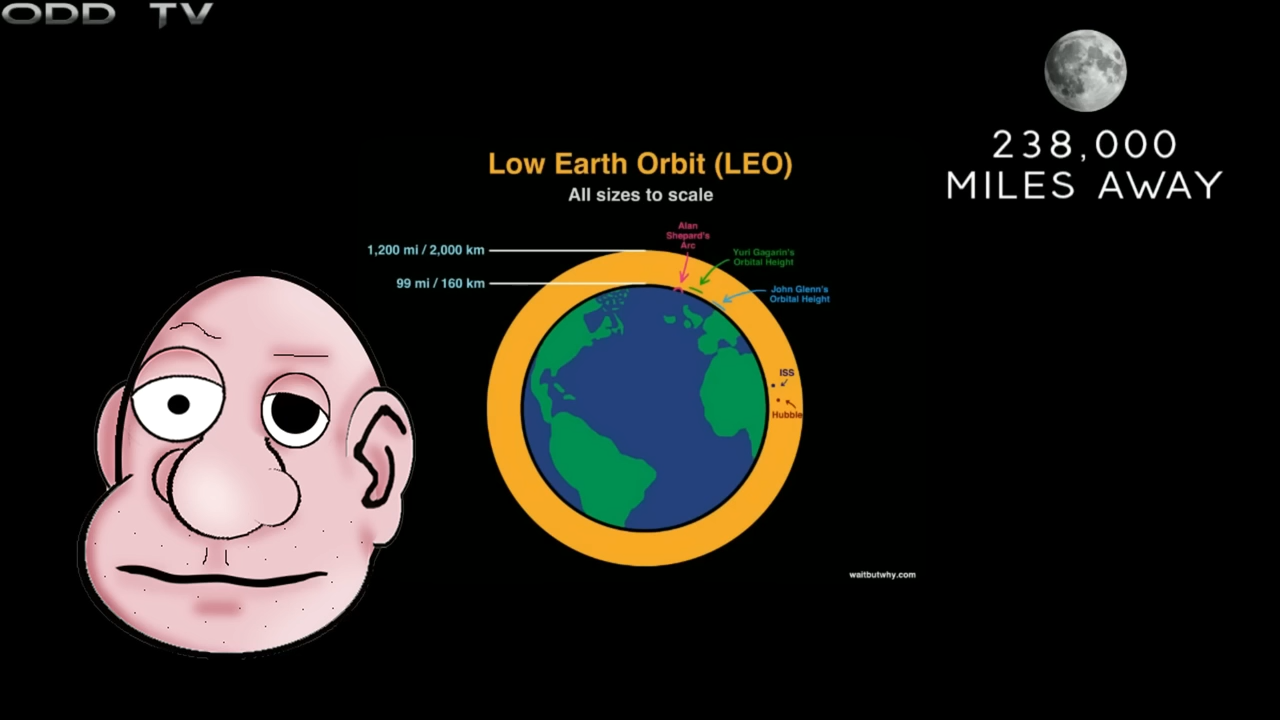 ODD TV
238,000
MILES AWAY
Low Earth Orbit (LEO)
All sizes to scale
Alan
Shepard's
Arc
1,200 mi / 2,000 km
Yuri Gagarin's
Orbital Height
99 mi / 160 km
John Glenn's
Orbital Height
ISS
Hubble
waitbutwhy.com